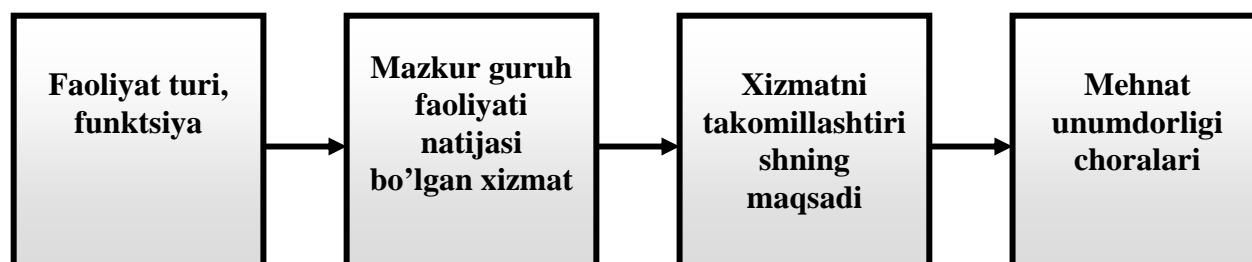 Faoliyat turi,
funktsiya
Mazkur guruh
faoliyati
natijasi
bo’lgan xizmat
Xizmatni
takomillashtiri
shning
maqsadi
Mehnat
unumdorligi
choralari